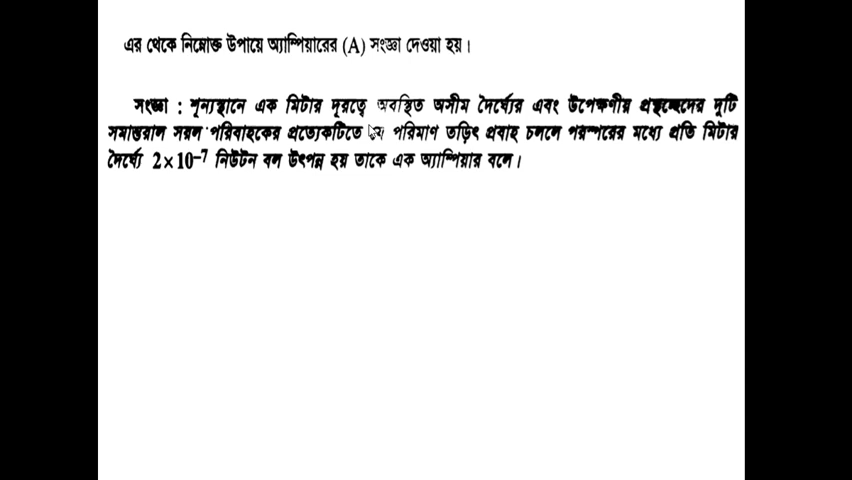 এর থেকে নিম্নোক্ত উপায়ে অ্যাম্পিয়ারের (A) সংজ্ঞা দেওয়া হয়।
সংজ্ঞা : শূন্যস্থানে এক মিটার দূরত্বে অবস্থিত অসীম দৈর্ঘ্যের এবং উপেক্ষণীয় প্রস্থচ্ছেদের দুটি
সমান্তরাল সরল পরিবাহকের প্রত্যেকটিতে যে পরিমাণ তড়িৎ প্রবাহ চললে পরস্পরের মধ্যে প্রতি মিটার
দৈর্ঘ্যে 2×10⁻⁷ নিউটন বল উৎপন্ন হয় তাকে এক অ্যাম্পিয়ার বলে।